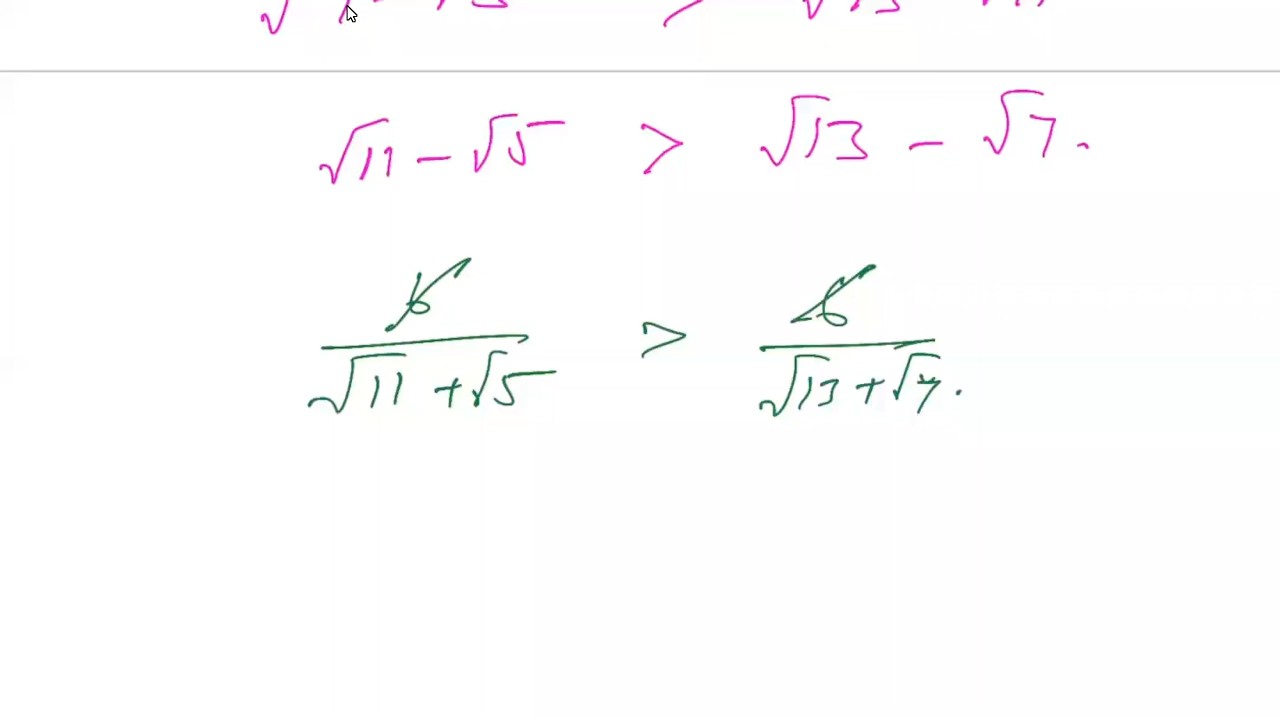 √11 - √5 > √13 - √7.
6 > 6
√11 + √5 √13 + √7.